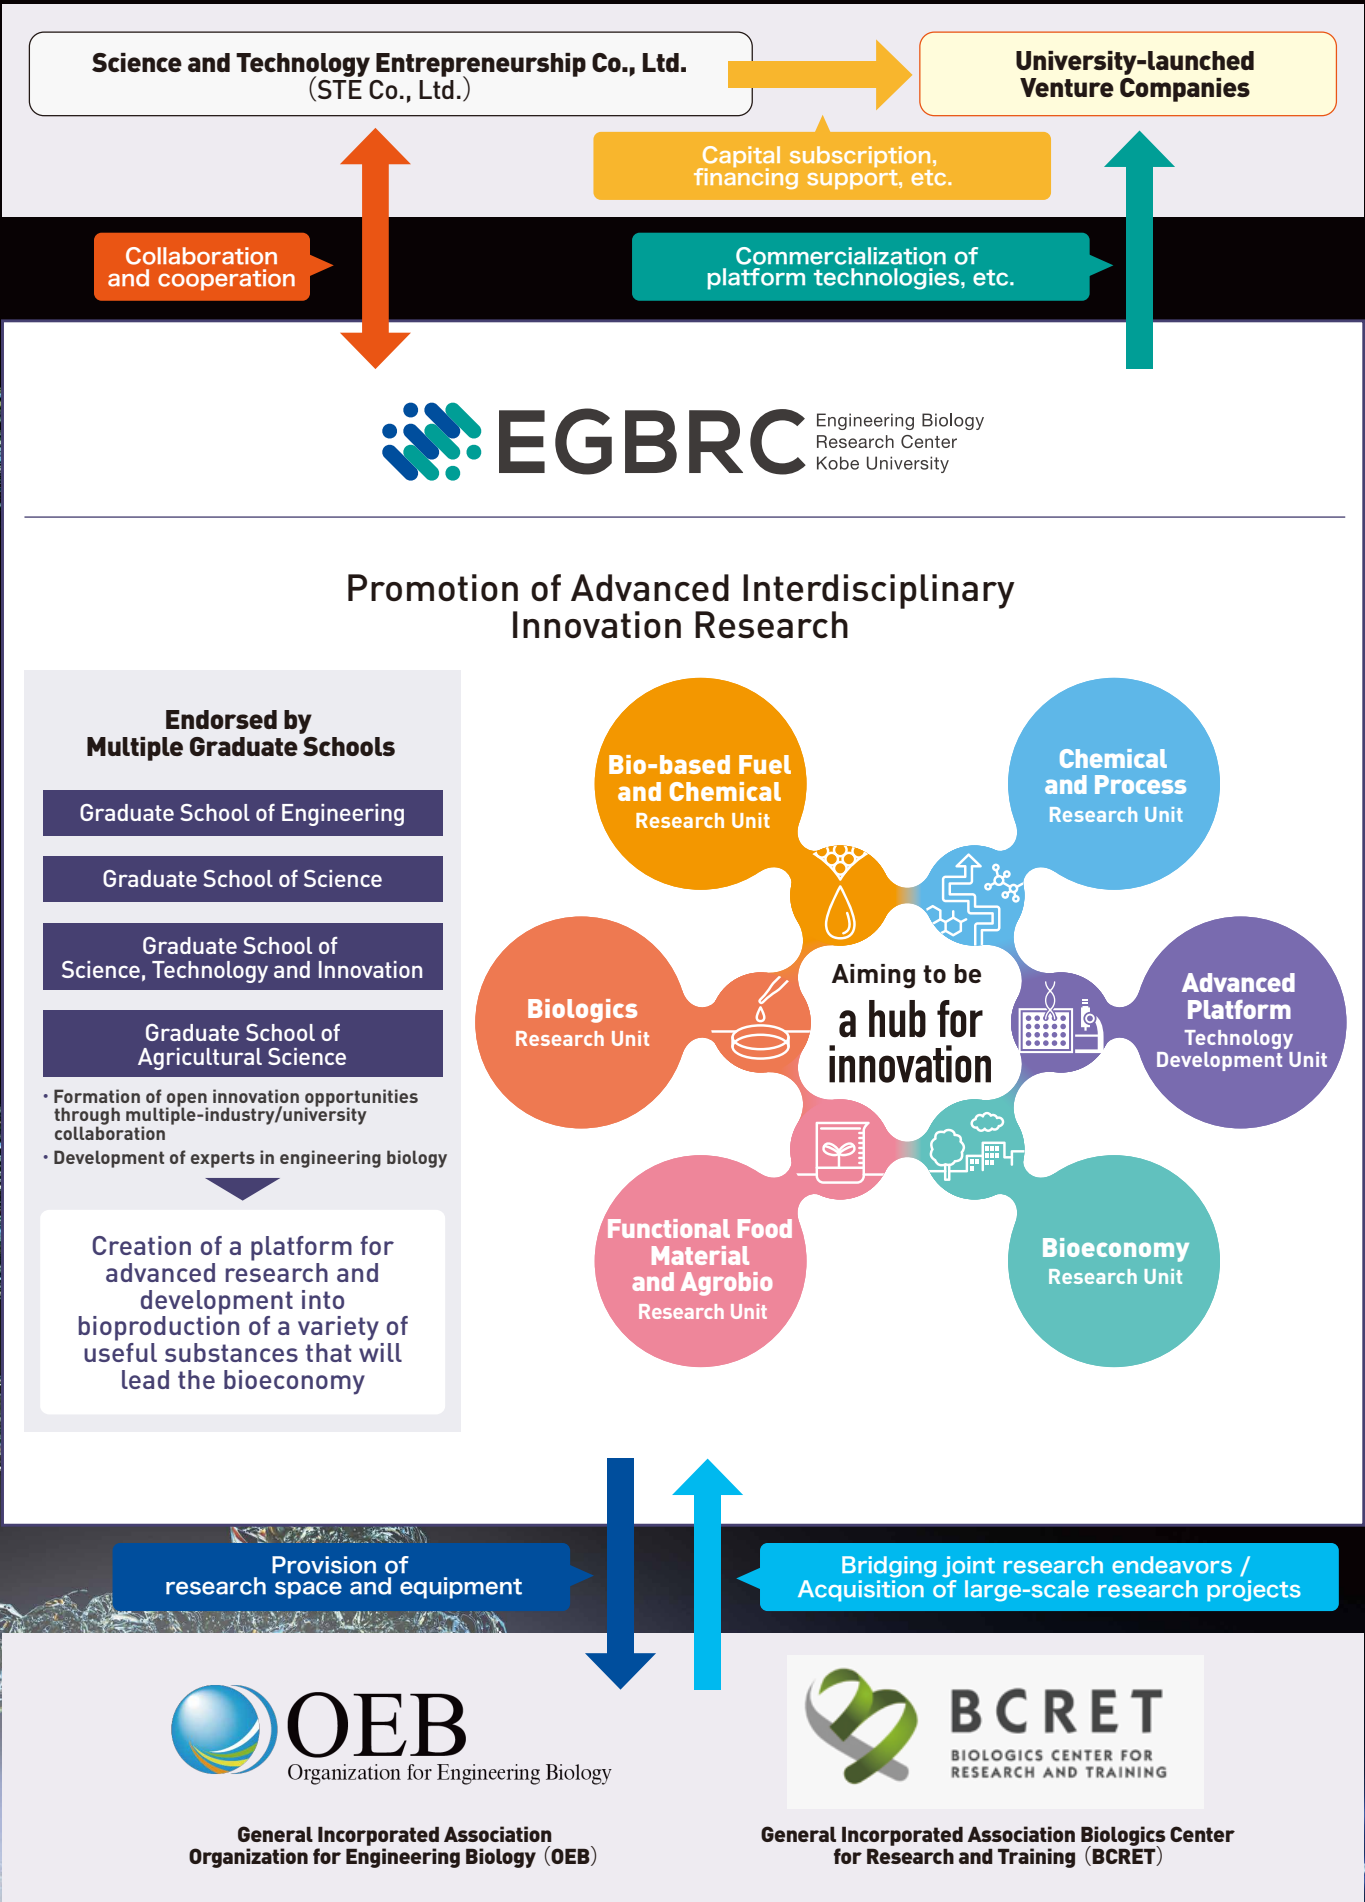 Science and Technology Entrepreneurship Co., Ltd.
（STE Co., Ltd.）
University-launched
Venture Companies
Capital subscription,
financing support, etc.
Collaboration
and cooperation
Commercialization of
platform technologies, etc.
EGBRC
Engineering Biology
Research Center
Kobe University
Promotion of Advanced Interdisciplinary
Innovation Research
Endorsed by
Multiple Graduate Schools
Graduate School of Engineering
Graduate School of Science
Graduate School of
Science, Technology and Innovation
Graduate School of
Agricultural Science
・Formation of open innovation opportunities
through multiple-industry/university
collaboration
・Development of experts in engineering biology
Creation of a platform for
advanced research and
development into
bioproduction of a variety of
useful substances that will
lead the bioeconomy
Bio-based Fuel
and Chemical
Research Unit
Chemical
and Process
Research Unit
Biologics
Research Unit
Aiming to be
a hub for
innovation
Advanced
Platform
Technology
Development Unit
Functional Food
Material
and Agrobio
Research Unit
Bioeconomy
Research Unit
Provision of
research space and equipment
Bridging joint research endeavors /
Acquisition of large-scale research projects
OEB
Organization for Engineering Biology
General Incorporated Association
Organization for Engineering Biology（OEB）
BCRET
BIOLOGICS CENTER FOR
RESEARCH AND TRAINING
General Incorporated Association Biologics Center
for Research and Training（BCRET）